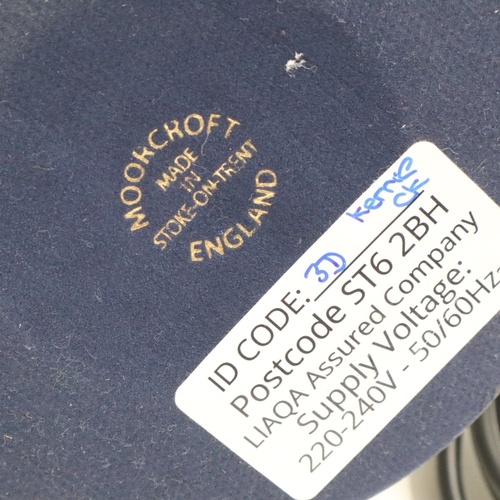 MOORCROFT
MADE
IN
STOKE-ON-TRENT
ENGLAND
ID CODE: 3D
Postcode ST6 2BH
LIAQA Assured Company
Supply Voltage:
220-240V - 50/60Hz